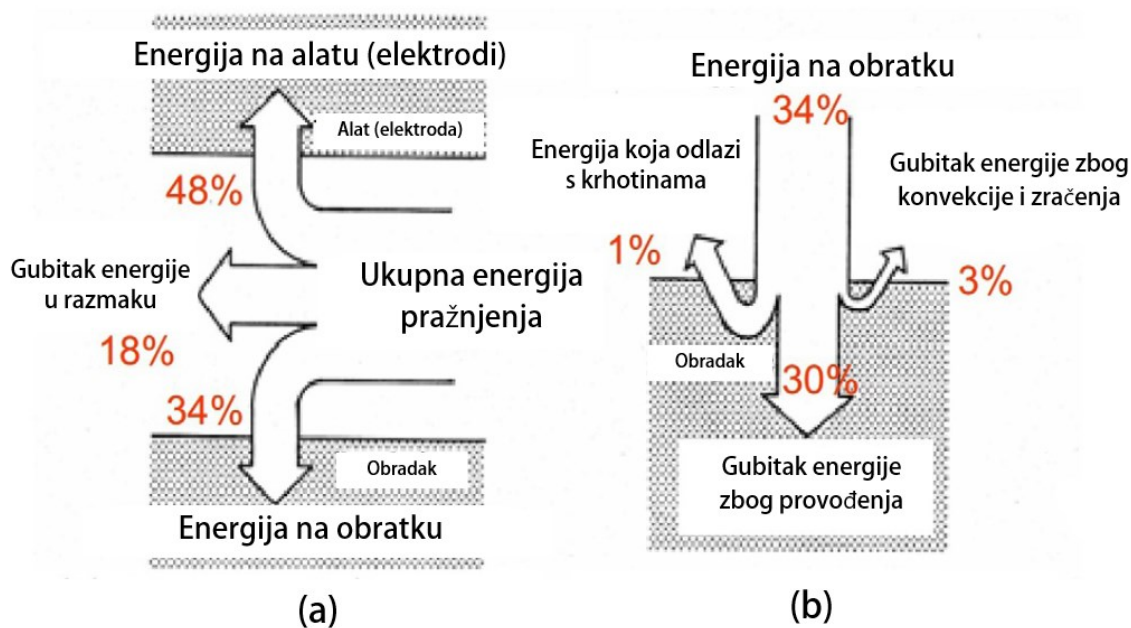 Energija na alatu (elektrodi)
Alat (elektroda)
48%
Gubitak energije
u razmaku
18%
Ukupna energija
pražnjenja
34%
Obradak
Energija na obratku
(a)
Energija na obratku
34%
Energija koja odlazi
s krhotinama
1%
Gubitak energije zbog
konvekcije i zračenja
3%
Obradak
30%
Gubitak energije
zbog provođenja
(b)